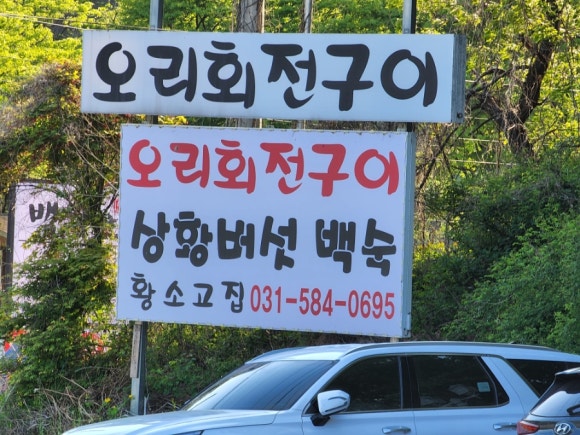 오리회전구이
오리회전구이
상황버섯 백숙
황소고집 031-584-0695
백